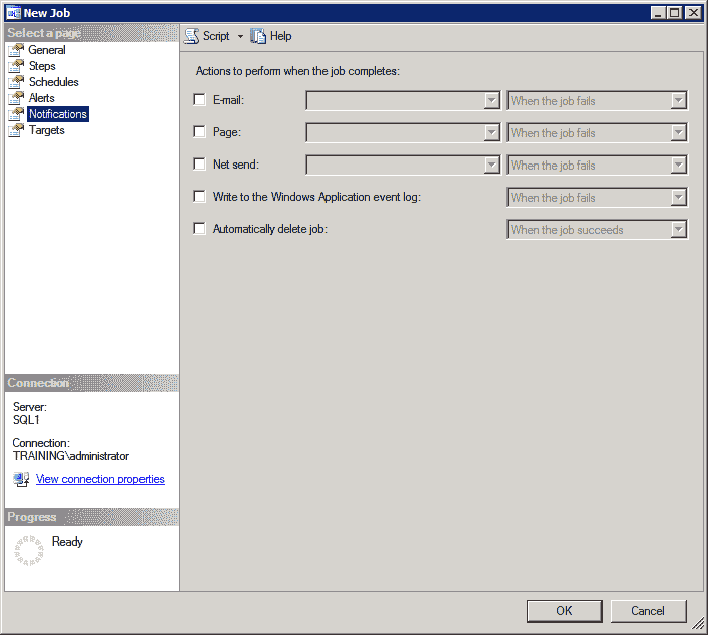 New Job
Select a page
General
Steps
Schedules
Alerts
Notifications
Targets
Script
Help
Actions to perform when the job completes:
E-mail: When the job fails
Page: When the job fails
Net send: When the job fails
Write to the Windows Application event log: When the job fails
Automatically delete job: When the job succeeds
Connection
Server:
SQL1
Connection:
TRAINING\administrator
View connection properties
Progress
Ready
OK
Cancel